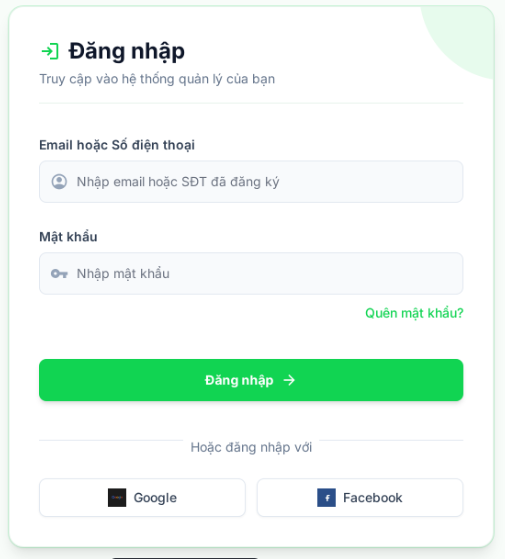 Đăng nhập
Truy cập vào hệ thống quản lý của bạn
Email hoặc Số điện thoại
Nhập email hoặc SĐT đã đăng ký
Mật khẩu
Nhập mật khẩu
Quên mật khẩu?
Đăng nhập
Hoặc đăng nhập với
Google
Facebook